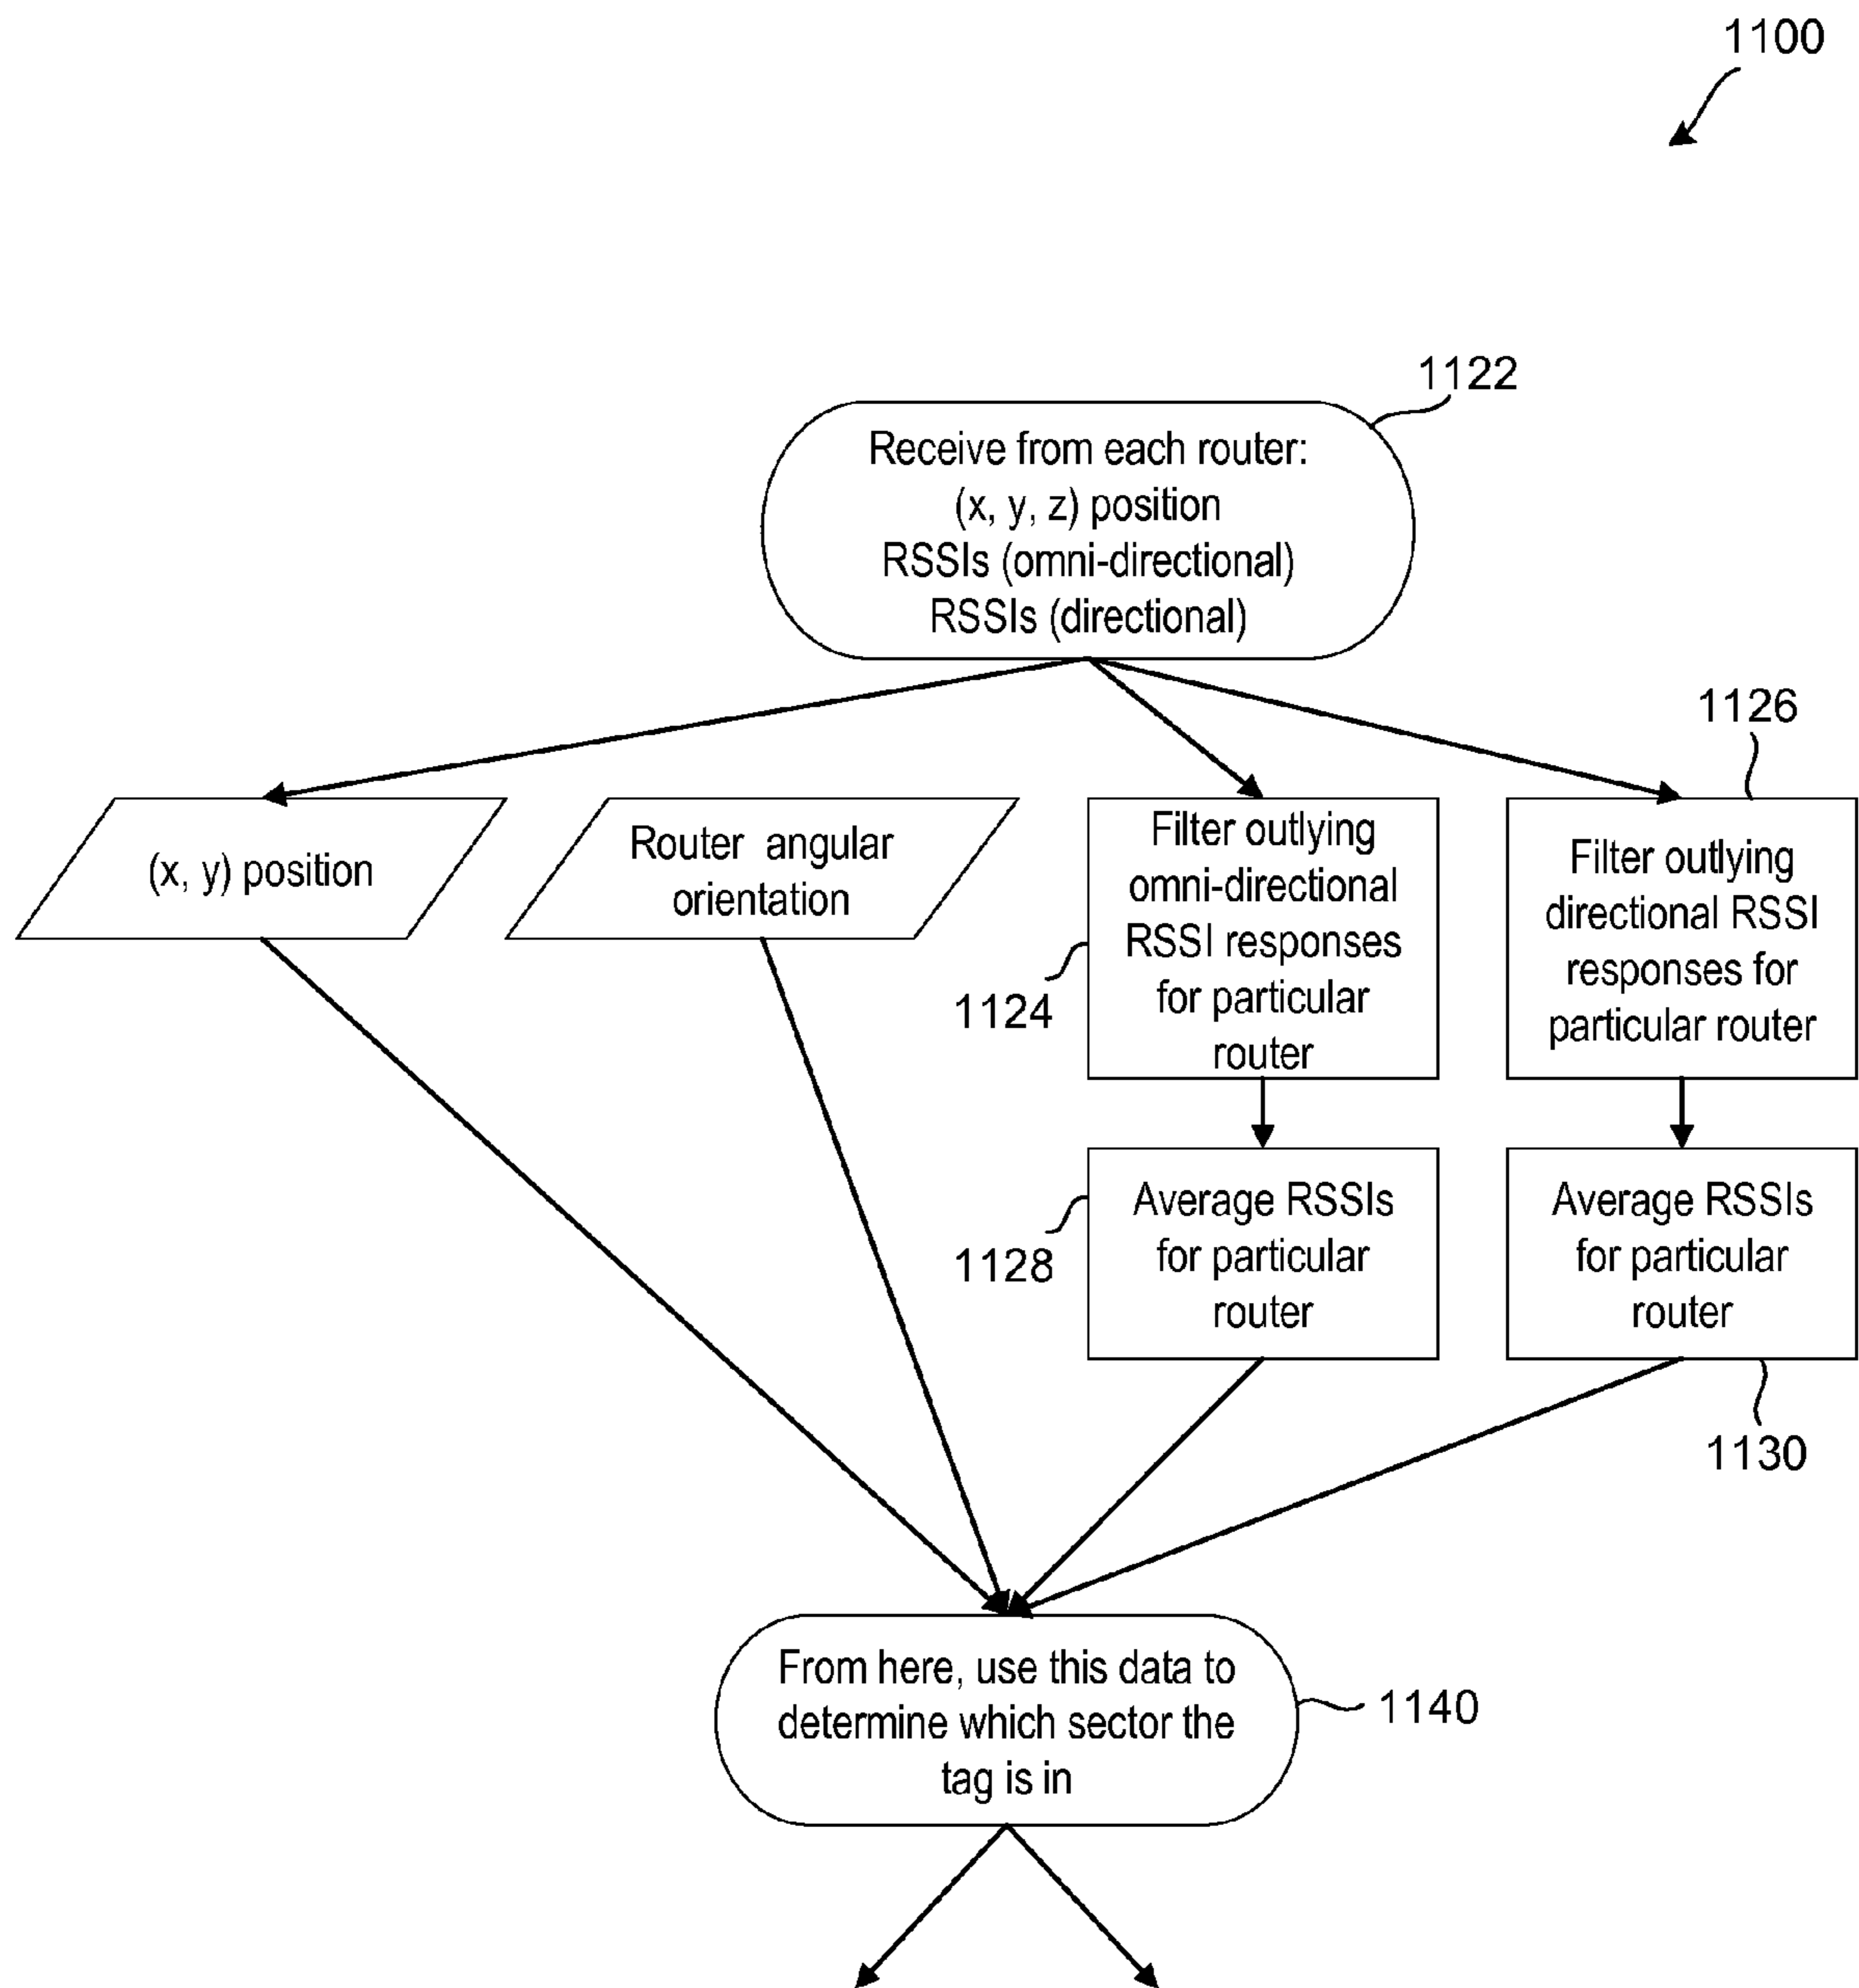 1100
1122
Receive from each router:
(x, y, z) position
RSSIs (omni-directional)
RSSIs (directional)
1126
(x, y) position
Router angular
orientation
Filter outlying
omni-directional
RSSI responses
for particular
router
1124
Filter outlying
directional RSSI
responses for
particular router
Average RSSIs
for particular
router
1128
Average RSSIs
for particular
router
1130
From here, use this data to
determine which sector the
tag is in
1140